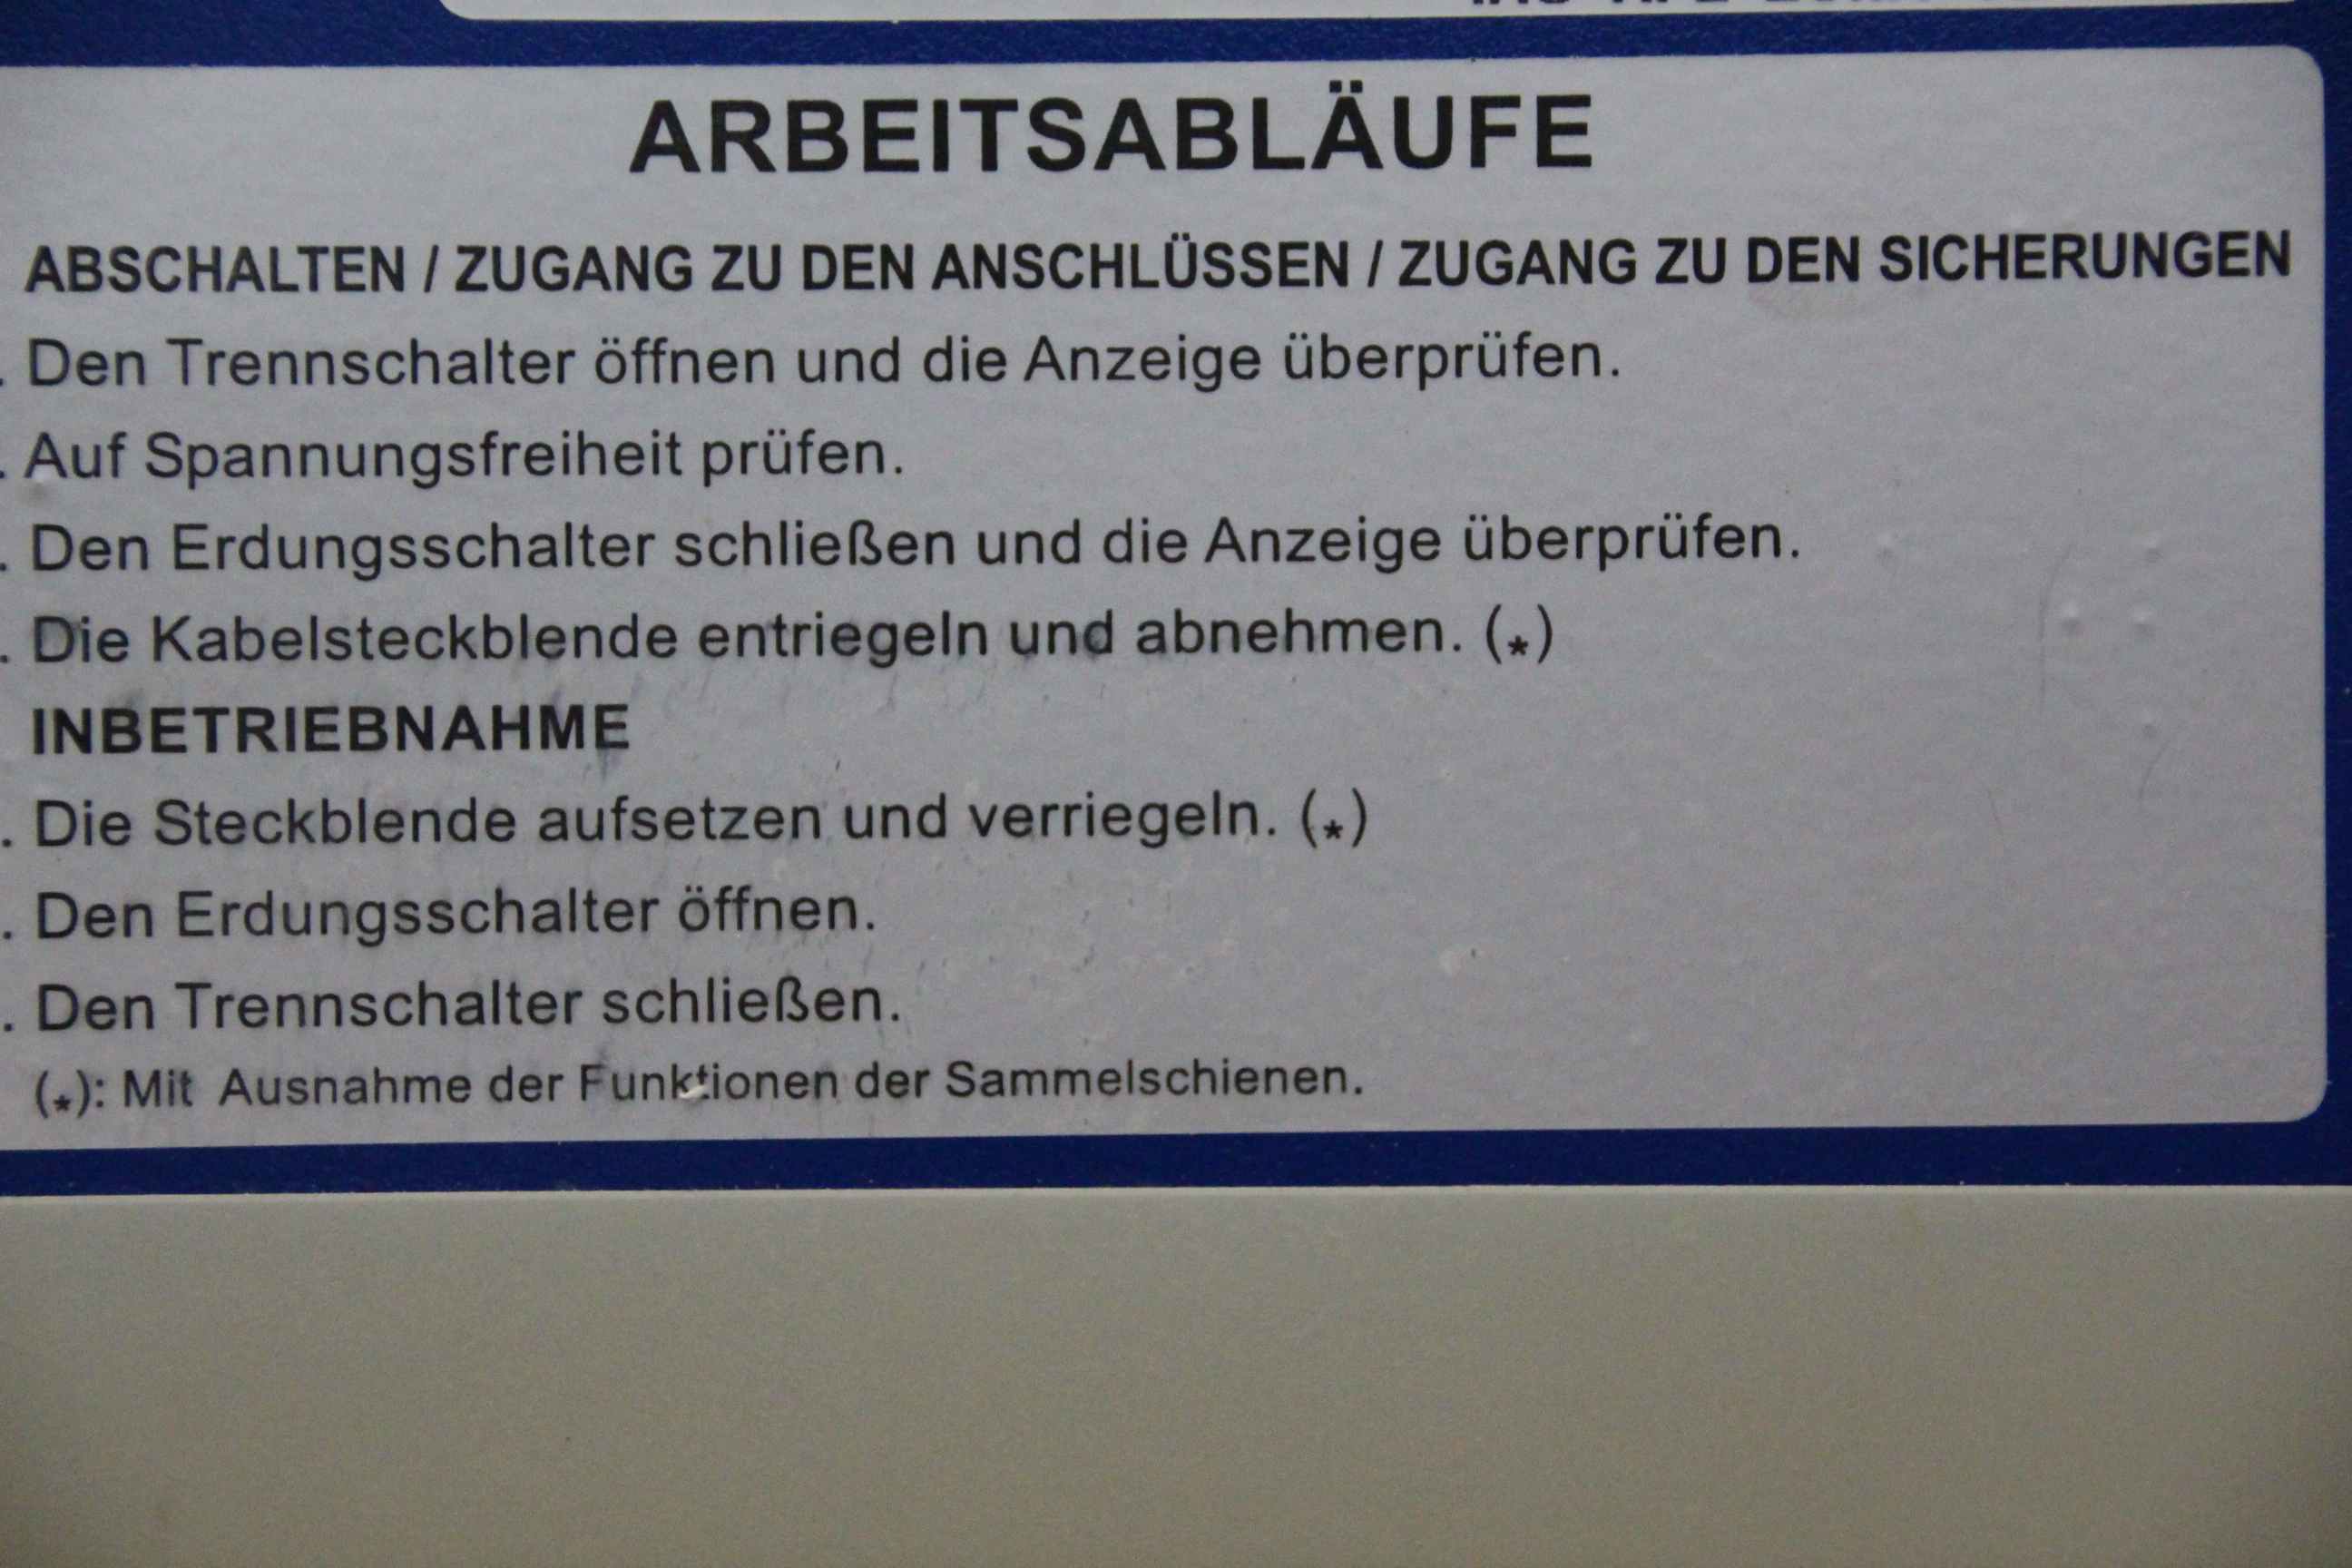 ARBEITSABLÄUFE
ABSCHALTEN / ZUGANG ZU DEN ANSCHLÜSSEN / ZUGANG ZU DEN SICHERUNGEN
. Den Trennschalter öffnen und die Anzeige überprüfen.
. Auf Spannungsfreiheit prüfen.
. Den Erdungsschalter schließen und die Anzeige überprüfen.
. Die Kabelsteckblende entriegeln und abnehmen. (*)
INBETRIEBNAHME
. Die Steckblende aufsetzen und verriegeln. (*)
. Den Erdungsschalter öffnen.
. Den Trennschalter schließen.
(*): Mit Ausnahme der Funktionen der Sammelschienen.